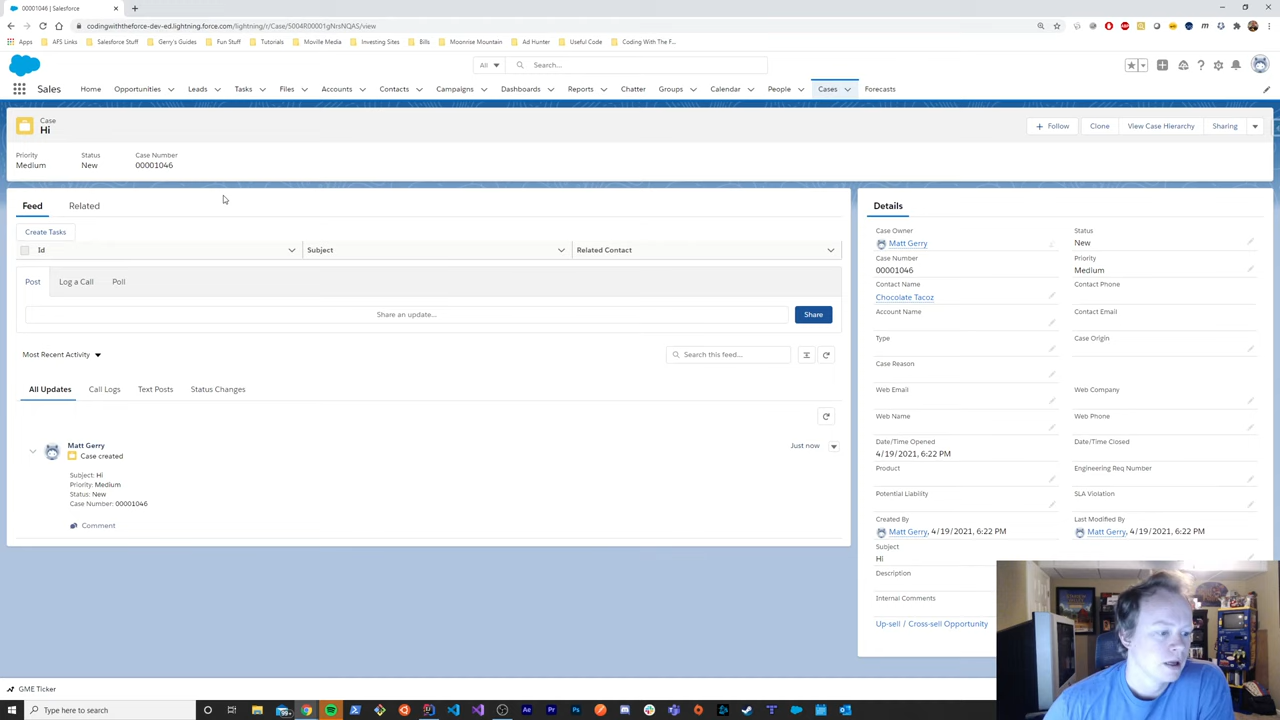 00001046 | Salesforce
codingwiththeforce-dev-ed.lightning.force.com/lightning/r/Case/5004R00001gNrsNQAS/view
Apps AFS Links Salesforce Stuff Gerry's Guides Fun Stuff Tutorials Moville Media Investing Sites Bills Moonrise Mountain Ad Hunter Useful Code Coding With The F...
All Search...
Sales Home Opportunities Leads Tasks Files Accounts Contacts Campaigns Dashboards Reports Chatter Groups Calendar People Cases Forecasts
Case
Hi
Follow Clone View Case Hierarchy Sharing
Priority Status Case Number
Medium New 00001046
Feed Related
Create Tasks
Id Subject Related Contact
Post Log a Call Poll
Share an update... Share
Most Recent Activity Search this feed...
All Updates Call Logs Text Posts Status Changes
Matt Gerry Just now
Case created
Subject: Hi
Priority: Medium
Status: New
Case Number: 00001046
Comment
Details
Case Owner Status
Matt Gerry New
Case Number Priority
00001046 Medium
Contact Name Contact Phone
Chocolate Tacoz
Account Name Contact Email
Type Case Origin
Case Reason
Web Email Web Company
Web Name Web Phone
Date/Time Opened Date/Time Closed
4/19/2021, 6:22 PM
Product Engineering Req Number
Potential Liability SLA Violation
Created By Last Modified By
Matt Gerry, 4/19/2021, 6:22 PM Matt Gerry, 4/19/2021, 6:22 PM
Subject
Hi
Description
Internal Comments
Up-sell / Cross-sell Opportunity
GME Ticker
Type here to search